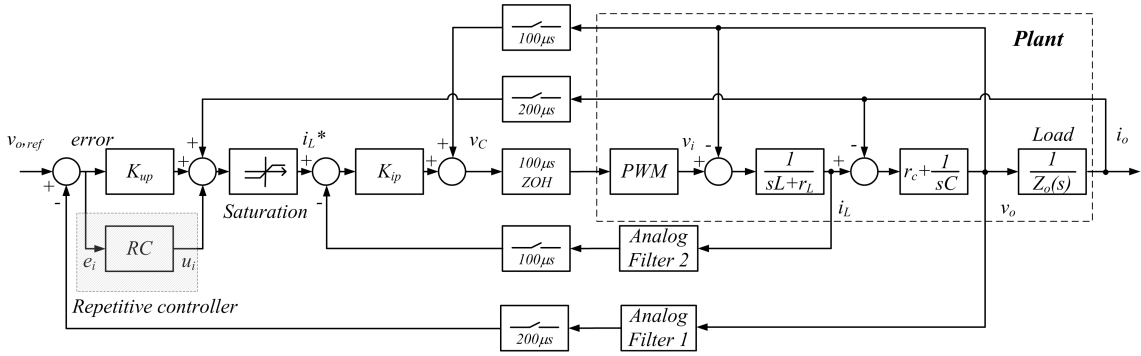 100μs
Plant
200μs
v_o,ref
error
i_L*
v_C
v_i
Load
i_o
+
-
K_up
+
+
+
Saturation
+
-
K_ip
+
+
100μs
ZOH
PWM
+
-
1
sL+r_L
+
-
r_c+
1
sC
1
Z_o(s)
i_L
v_o
RC
e_i
u_i
Repetitive controller
100μs
Analog
Filter 2
200μs
Analog
Filter 1